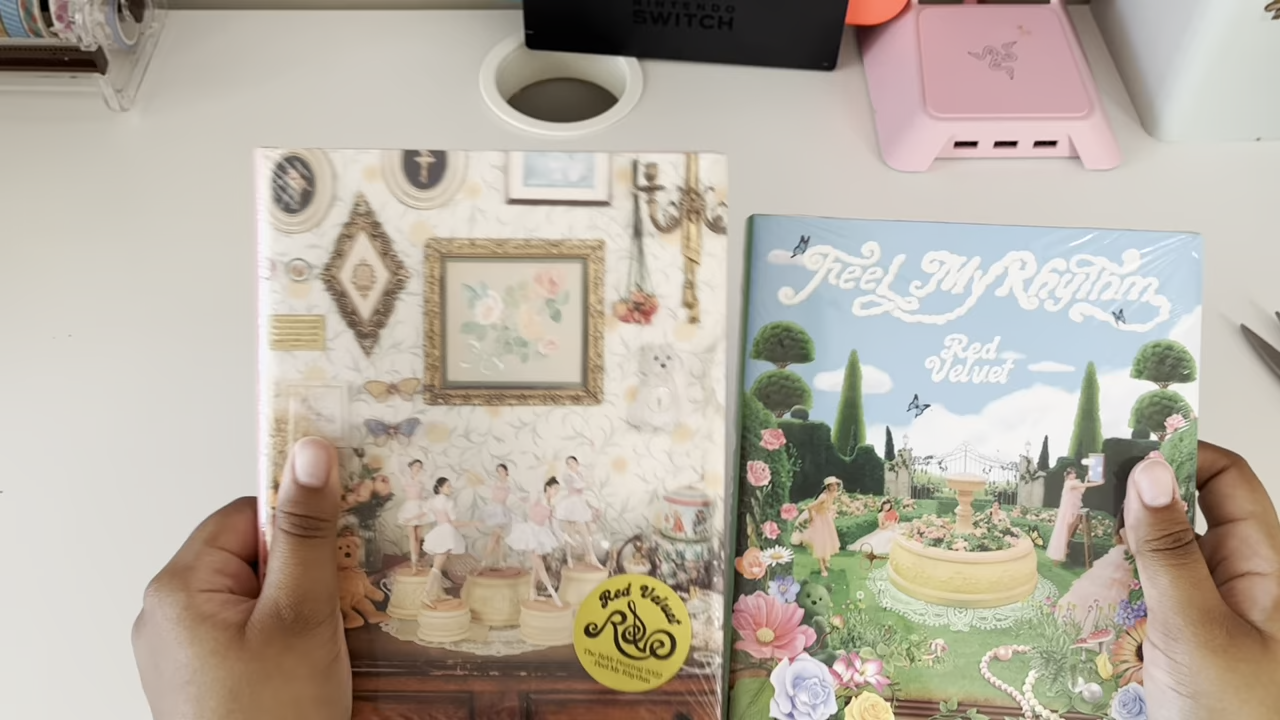 NINTENDO
SWITCH
Feel My Rhythm
Red
Velvet
Red Velvet
The ReVe Festival 2022
- Feel My Rhythm